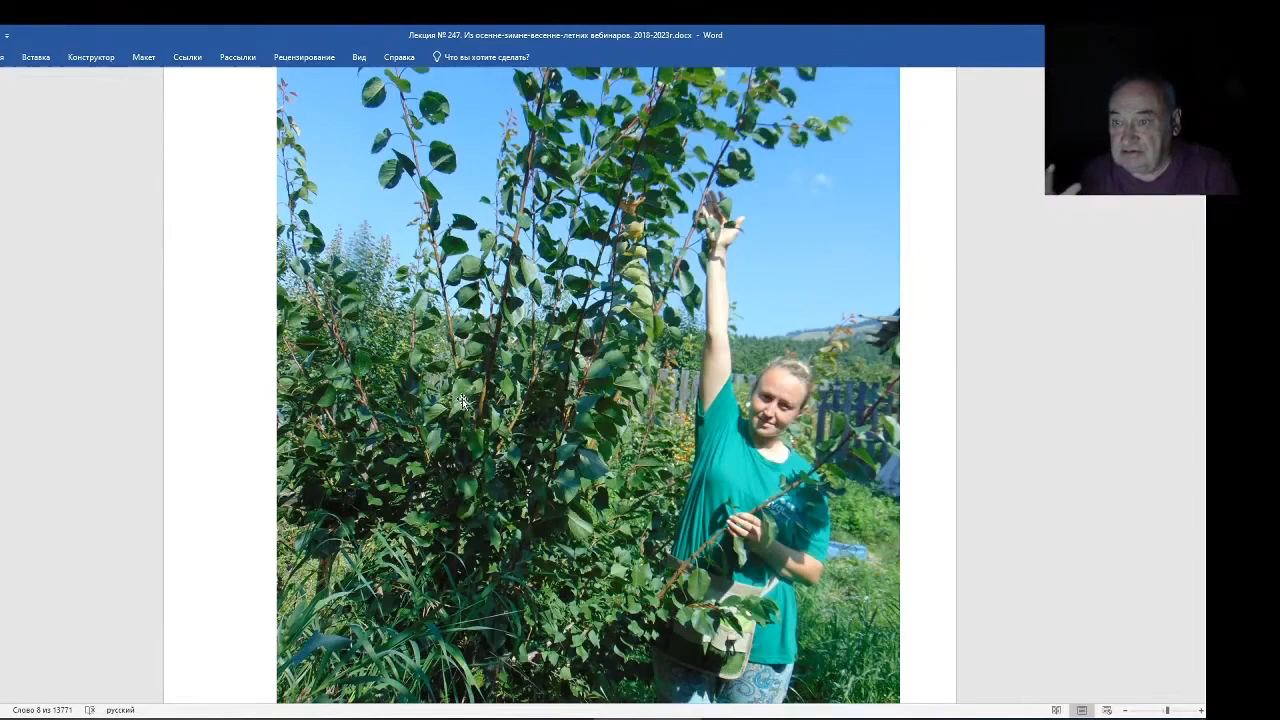 Лекция № 247. Из осенне-зимне-весенне-летних вебинаров. 2018-2023г.docx - Word
я Вставка Конструктор Макет Ссылки Рассылки Рецензирование Вид Справка Что вы хотите сделать?
Слово 8 из 13771 русский